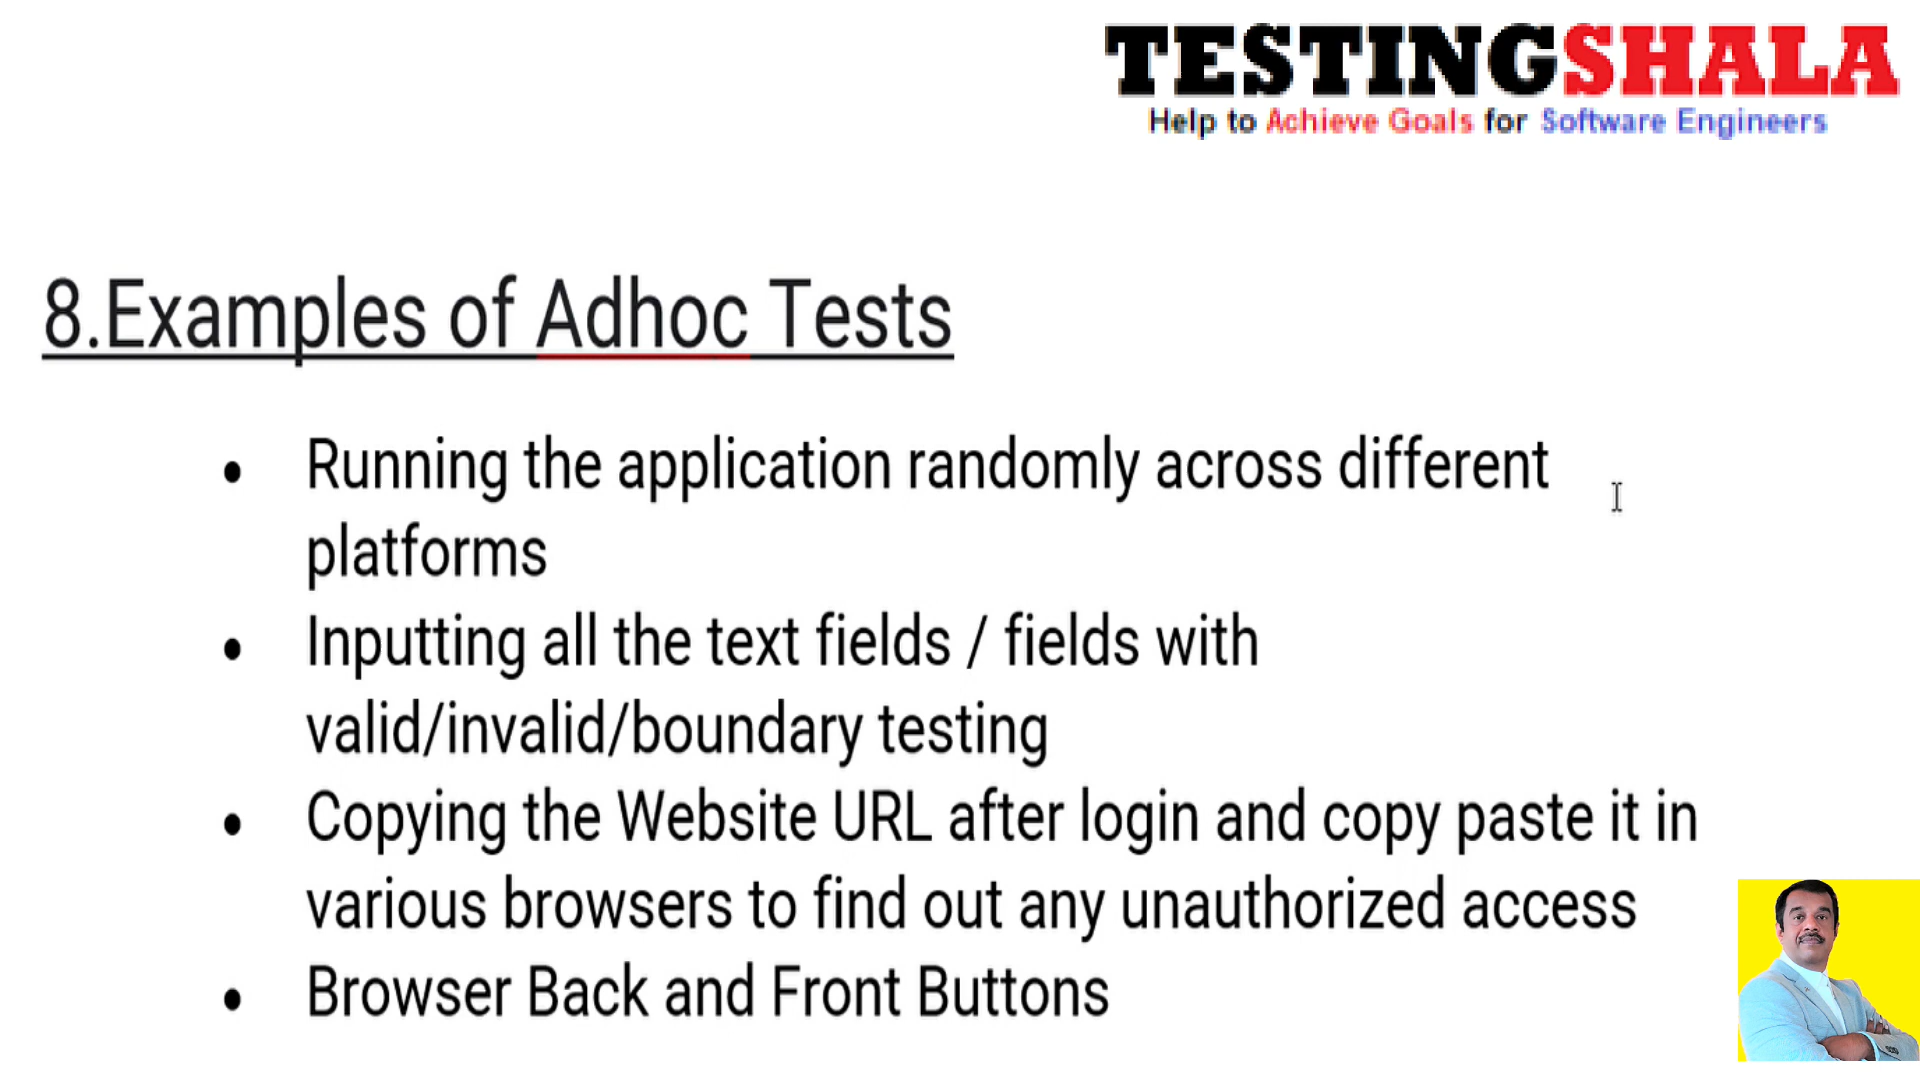 TESTINGSHALA
Help to Achieve Goals for Software Engineers
8.Examples of Adhoc Tests
• Running the application randomly across different
platforms
• Inputting all the text fields / fields with
valid/invalid/boundary testing
• Copying the Website URL after login and copy paste it in
various browsers to find out any unauthorized access
• Browser Back and Front Buttons